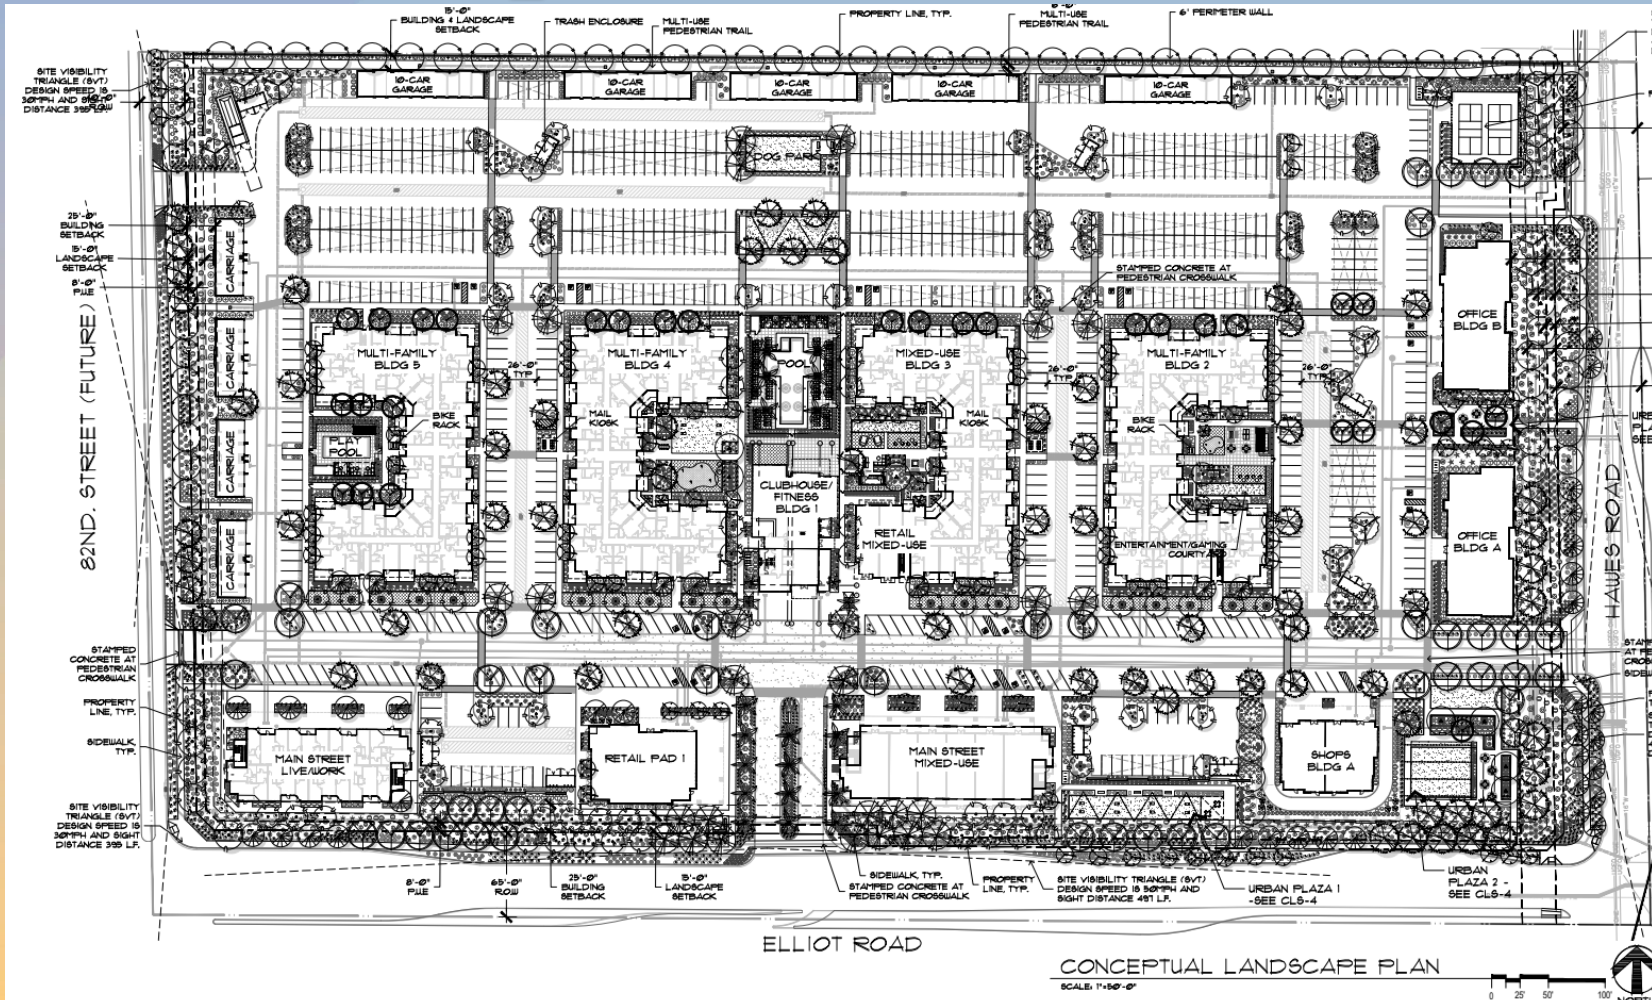 15'-0"
BUILDING & LANDSCAPE
SETBACK
TRASH ENCLOSURE
MULTI-USE
PEDESTRIAN TRAIL
PROPERTY LINE, TYP.
MULTI-USE
PEDESTRIAN TRAIL
6' PERIMETER WALL
SITE VISIBILITY
TRIANGLE (SVT)
DESIGN SPEED IS
30MPH AND SIGHT
DISTANCE 395 L.F.
R.O.W
10-CAR
GARAGE
10-CAR
GARAGE
10-CAR
GARAGE
10-CAR
GARAGE
10-CAR
GARAGE
DOG PARK
25'-0"
BUILDING
SETBACK
15'-0"
LANDSCAPE
SETBACK
8'-0"
P.U.E
CARRIAGE
CARRIAGE
CARRIAGE
CARRIAGE
82ND. STREET (FUTURE)
STAMPED CONCRETE AT
PEDESTRIAN CROSSWALK
MULTI-FAMILY
BLDG 5
MULTI-FAMILY
BLDG 4
POOL
MIXED-USE
BLDG 3
MULTI-FAMILY
BLDG 2
OFFICE
BLDG B
26'-0"
TYP
26'-0"
TYP
26'-0"
TYP
BIKE
RACK
MAIL
KIOSK
MAIL
KIOSK
BIKE
RACK
PLAY
POOL
CLUBHOUSE/
FITNESS
BLDG 1
RETAIL
MIXED-USE
ENTERTAINMENT/GAMING
OFFICE
BLDG A
HAWES ROAD
STAMPED
CONCRETE AT
PEDESTRIAN
CROSSWALK
PROPERTY
LINE, TYP.
SIDEWALK,
TYP.
MAIN STREET
LIVE/WORK
RETAIL PAD 1
MAIN STREET
MIXED-USE
SHOPS
BLDG A
SITE VISIBILITY
TRIANGLE (SVT)
DESIGN SPEED IS
30MPH AND SIGHT
DISTANCE 395 L.F.
8'-0"
P.U.E
65'-0"
R.O.W
25'-0"
BUILDING
SETBACK
15'-0"
LANDSCAPE
SETBACK
SIDEWALK, TYP.
STAMPED CONCRETE AT
PEDESTRIAN CROSSWALK
PROPERTY
LINE, TYP.
SITE VISIBILITY TRIANGLE (SVT)
DESIGN SPEED IS 50MPH AND
SIGHT DISTANCE 497 L.F.
URBAN PLAZA 1
-SEE CLS-4
URBAN
PLAZA 2 -
SEE CLS-4
ELLIOT ROAD
CONCEPTUAL LANDSCAPE PLAN
SCALE: 1"=50'-0"
0 25' 50' 100'